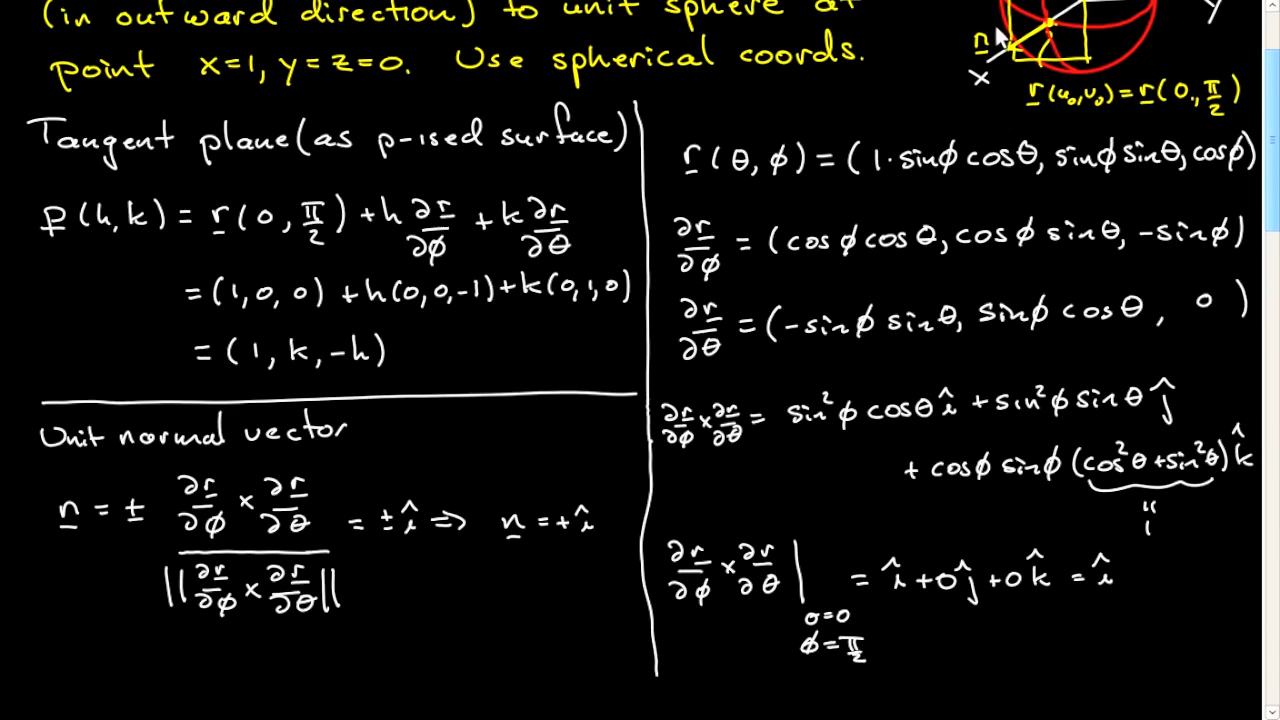 (in outward direction) to unit sphere at
point x=1, y=z=0. Use spherical coords.
n
x
y
r(u₀,v₀)=r(0,π/2)
Tangent plane (as p-ised surface)
p(h,k) = r(0,π/2) + h ∂r/∂φ + k ∂r/∂θ
= (1,0,0) + h(0,0,-1) + k(0,1,0)
= (1, k, -h)
Unit normal vector
n = ± (∂r/∂φ × ∂r/∂θ) / ||∂r/∂φ × ∂r/∂θ|| = ± î ⇒ n = + î
r(θ,φ) = (1·sinφ cosθ, sinφ sinθ, cosφ)
∂r/∂φ = (cosφ cosθ, cosφ sinθ, -sinφ)
∂r/∂θ = (-sinφ sinθ, sinφ cosθ, 0)
∂r/∂φ × ∂r/∂θ = sin²φ cosθ î + sin²φ sinθ ĵ
+ cosφ sinφ (cos²θ + sin²θ) k̂
"
1
∂r/∂φ × ∂r/∂θ | = î + 0ĵ + 0k̂ = î
θ=0
φ=π/2